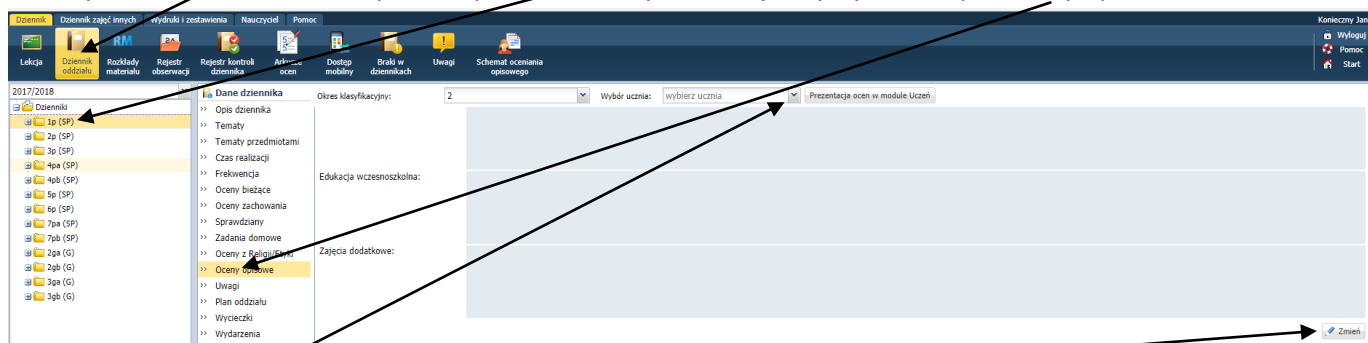 Dziennik Dziennik zajęć innych Wydruki i zestawienia Nauczyciel Pomoc Konieczny Jan
Lekcja Dziennik oddziału Rozkłady materiału Rejestr obserwacji Rejestr kontroli dziennika Arkusze ocen Dostęp mobilny Braki w dziennikach Uwagi Schemat oceniania opisowego
Wyloguj
Pomoc
Start
2017/2018
Dzienniki
1p (SP)
2p (SP)
3p (SP)
4pa (SP)
4pb (SP)
5p (SP)
6p (SP)
7pa (SP)
7pb (SP)
2ga (G)
2gb (G)
3ga (G)
3gb (G)
Dane dziennika
Opis dziennika
Tematy
Tematy przedmiotami
Czas realizacji
Frekwencja
Oceny bieżące
Oceny zachowania
Sprawdziany
Zadania domowe
Oceny z Religii/Etyki
Oceny opisowe
Uwagi
Plan oddziału
Wycieczki
Wydarzenia
Okres klasyfikacyjny: 2 Wybór ucznia: wybierz ucznia Prezentacja ocen w module Uczeń
Edukacja wczesnoszkolna:
Zajęcia dodatkowe:
Zmień